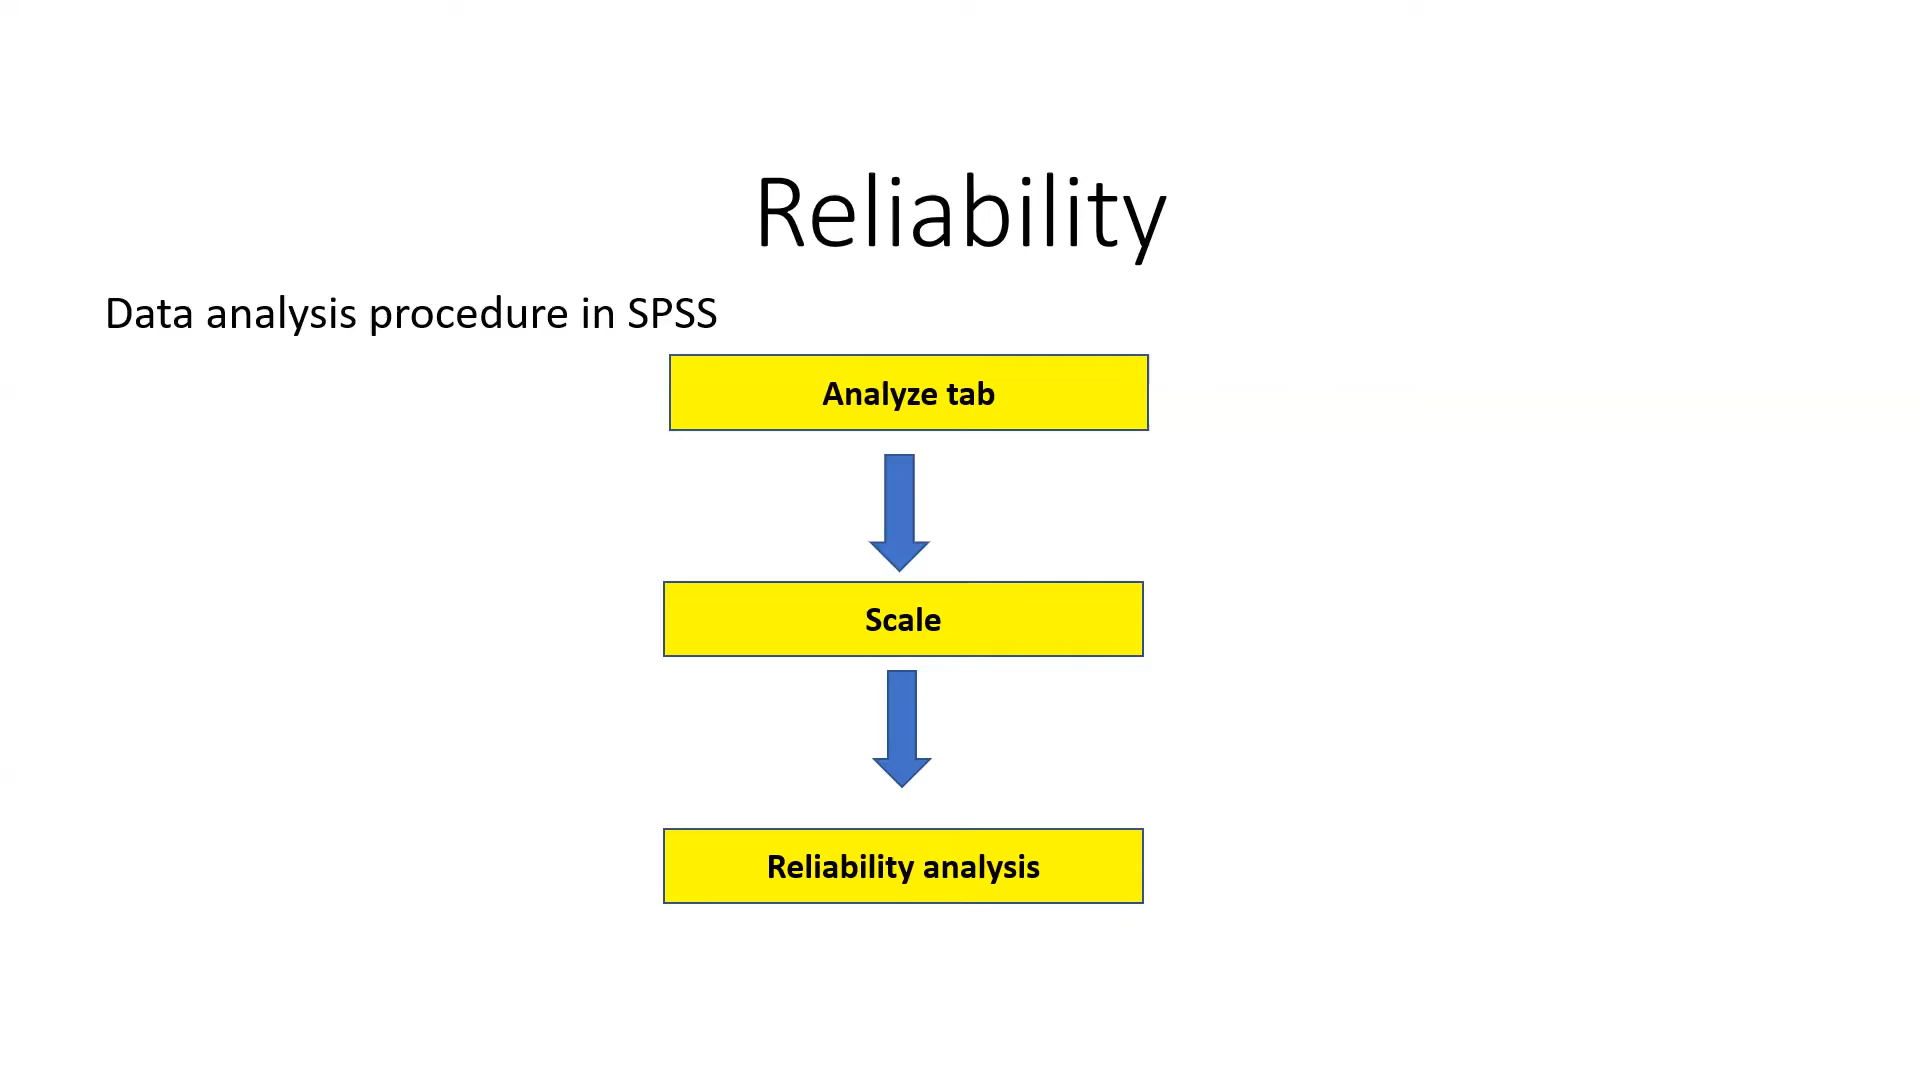 Reliability
Data analysis procedure in SPSS
Analyze tab
Scale
Reliability analysis